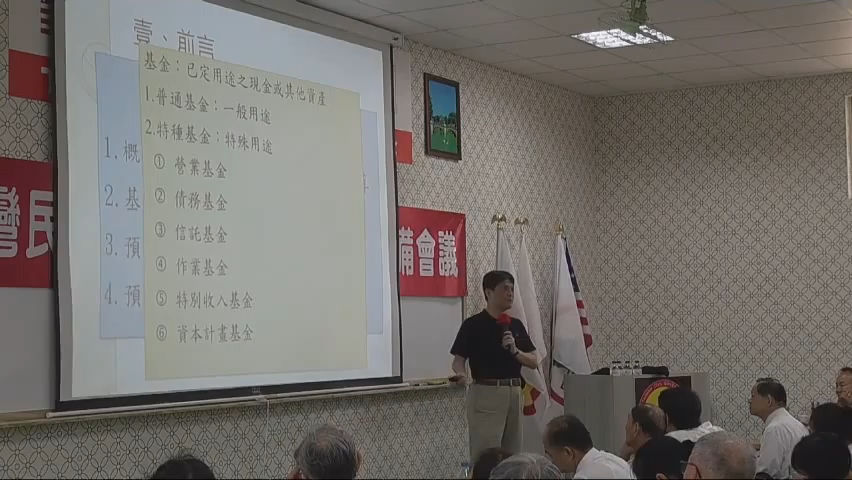 壹、前言
基金：已定用途之現金或其他資產
1.普通基金：一般用途
2.特種基金：特殊用途
① 營業基金
② 債務基金
③ 信託基金
④ 作業基金
⑤ 特別收入基金
⑥ 資本計畫基金
1.概
2.基
3.預
4.預
灣民
備會議